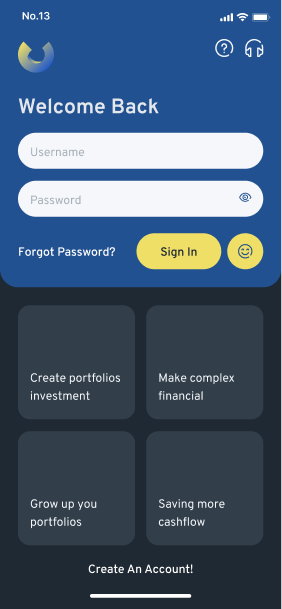 No.13
Welcome Back
Username
Password
Forgot Password?
Sign In
Create portfolios
investment
Make complex
financial
Grow up you
portfolios
Saving more
cashflow
Create An Account!